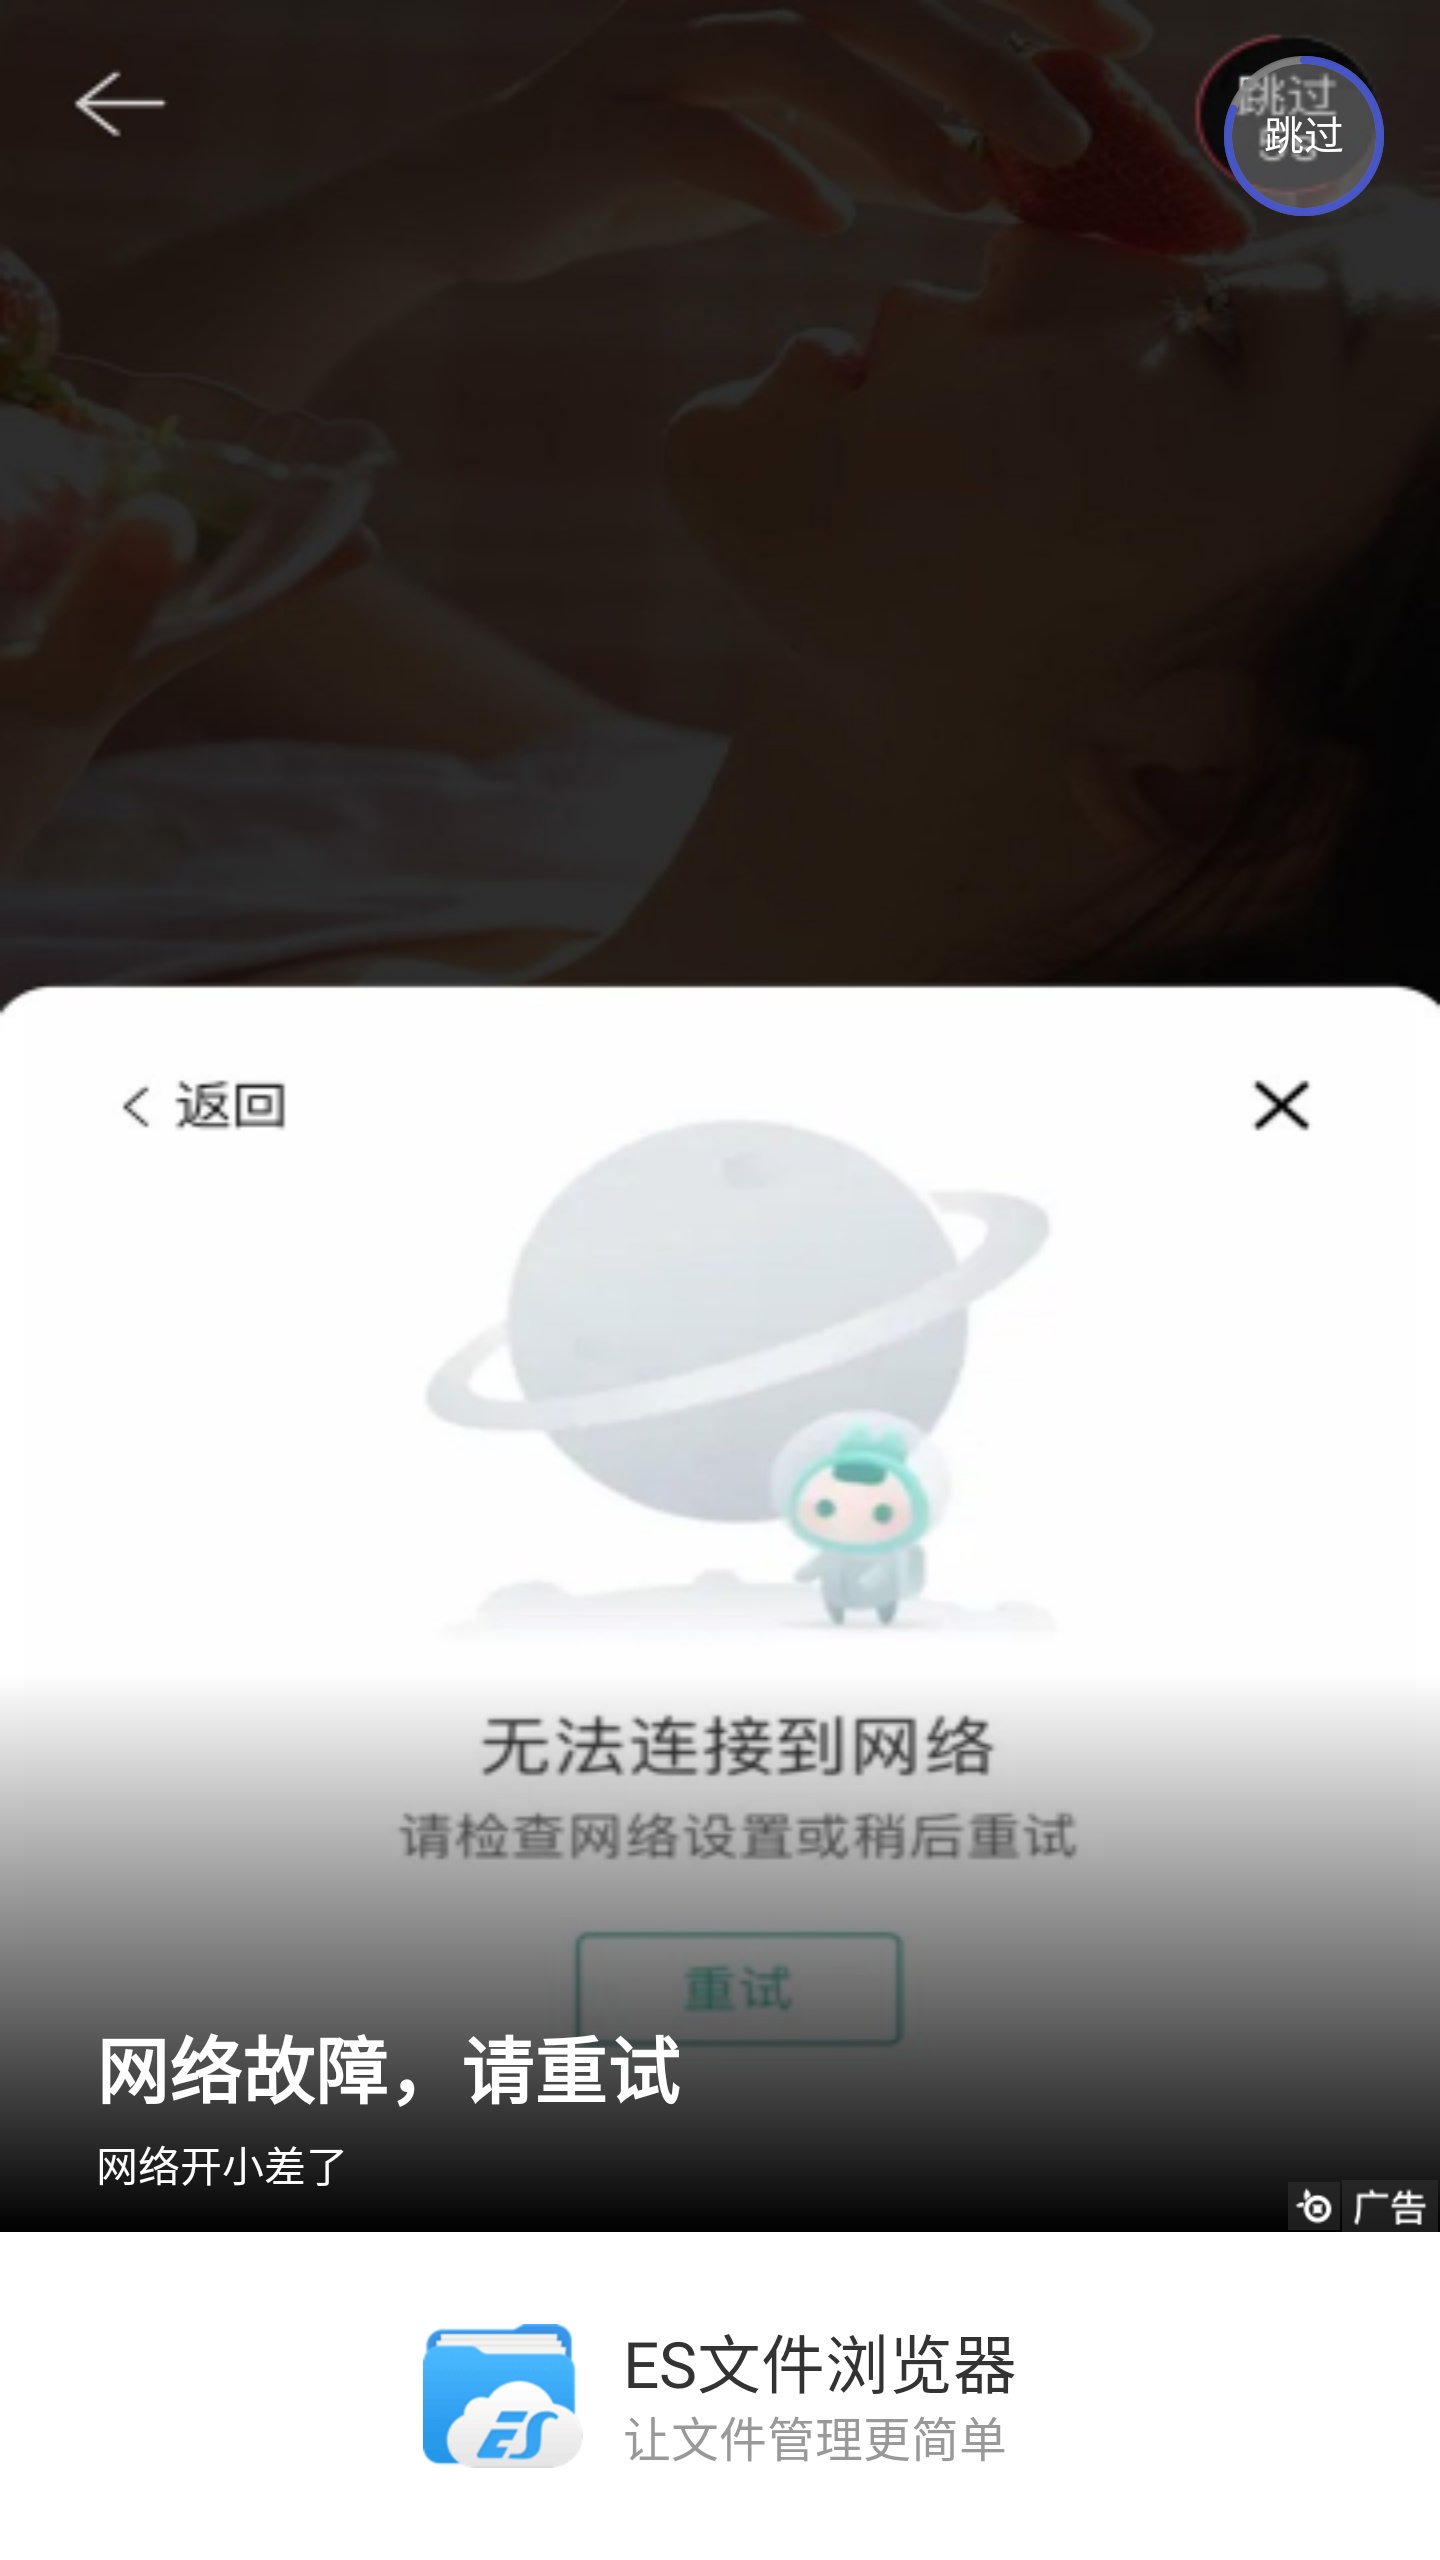 跳过
跳过
返回
无法连接到网络
请检查网络设置或稍后重试
重试
网络故障，请重试
网络开小差了
广告
ES
ES文件浏览器
让文件管理更简单